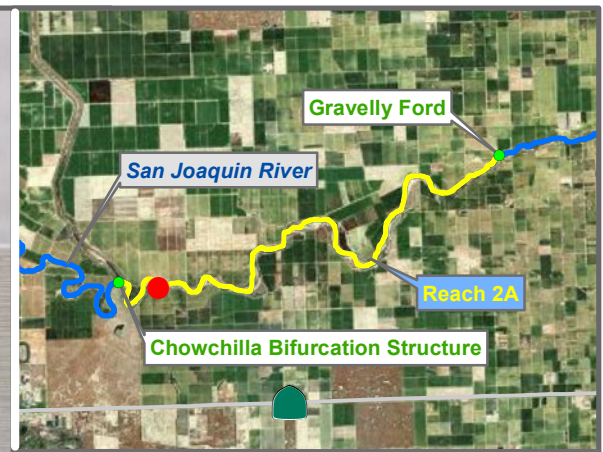 Gravelly Ford
San Joaquin River
Reach 2A
Chowchilla Bifurcation Structure